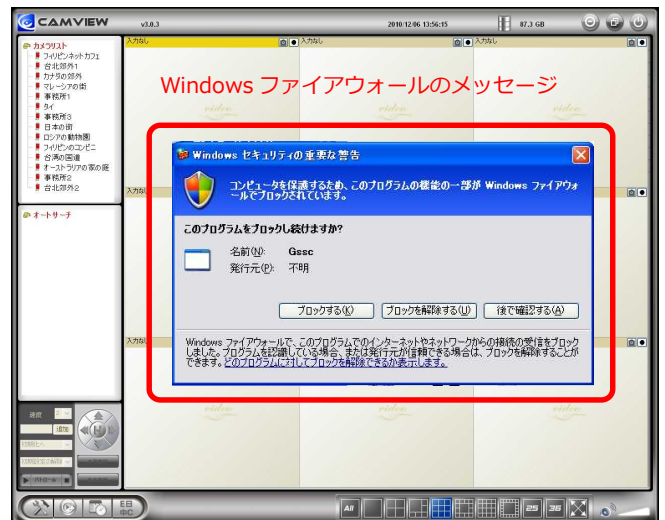 CAMVIEW
v3.0.3
2010/12/06 13:56:15
87.3 GB
カメラリスト
フィリピンネットカフェ
台北郊外1
カナダの郊外
マレーシアの街
事務所1
タイ
事務所3
日本の街
ロシアの動物園
フィリピンのコンビニ
台湾の国道
オーストラリアの家の庭
事務所2
台北郊外2
オートサーチ
入力なし
入力なし
入力なし
Windows ファイアウォールのメッセージ
video
video
Windows セキュリティの重要な警告
コンピュータを保護するため、このプログラムの機能の一部が Windows ファイアウォ
ールでブロックされています。
このプログラムをブロックし続けますか?
名前(N): Gssc
発行元(P): 不明
ブロックする(K)
ブロックを解除する(U)
後で確認する(A)
Windows ファイアウォールで、このプログラムでのインターネットやネットワークからの接続の受信をブロック
しました。プログラムを認識している場合、または発行元が信頼できる場合は、ブロックを解除することが
できます。どのプログラムに対してブロックを解除できるか表示します。
video
video
速度
追加
パトロール
All
25
36